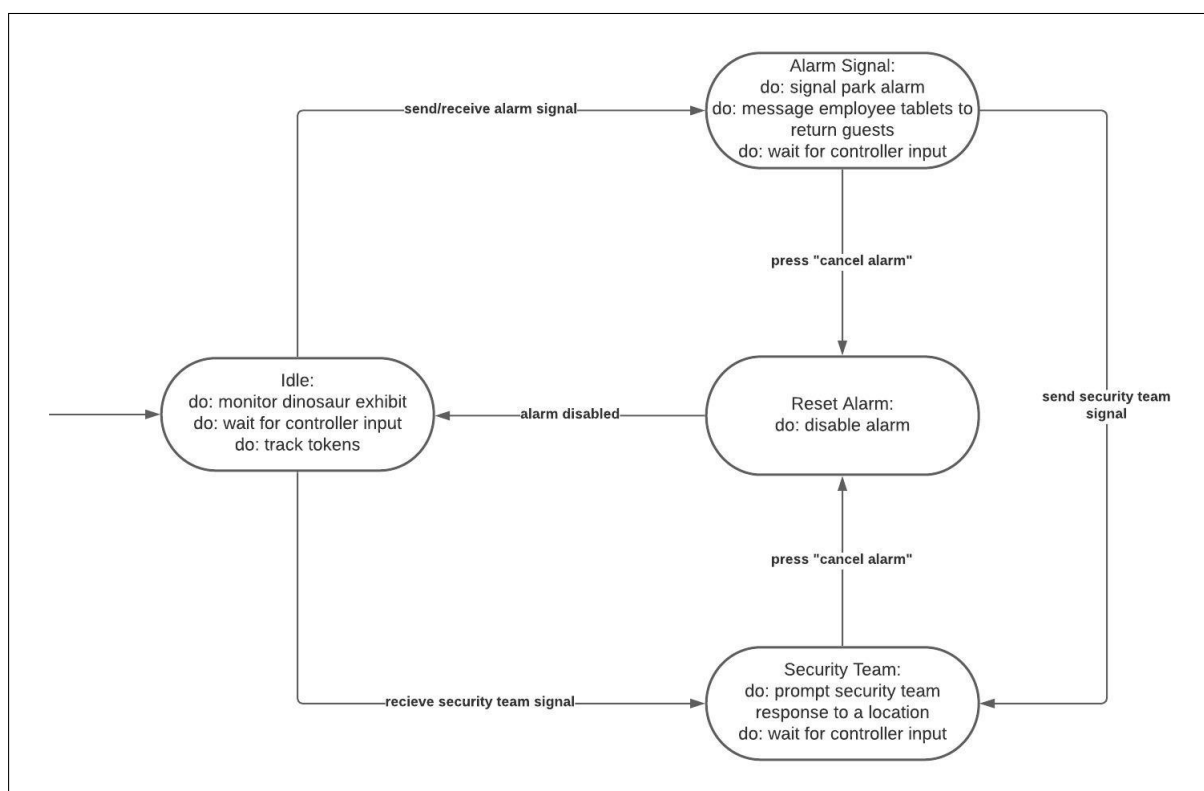 Alarm Signal:
do: signal park alarm
do: message employee tablets to
return guests
do: wait for controller input
send/receive alarm signal
press "cancel alarm"
Idle:
do: monitor dinosaur exhibit
do: wait for controller input
do: track tokens
alarm disabled
Reset Alarm:
do: disable alarm
send security team
signal
press "cancel alarm"
Security Team:
do: prompt security team
response to a location
do: wait for controller input
recieve security team signal